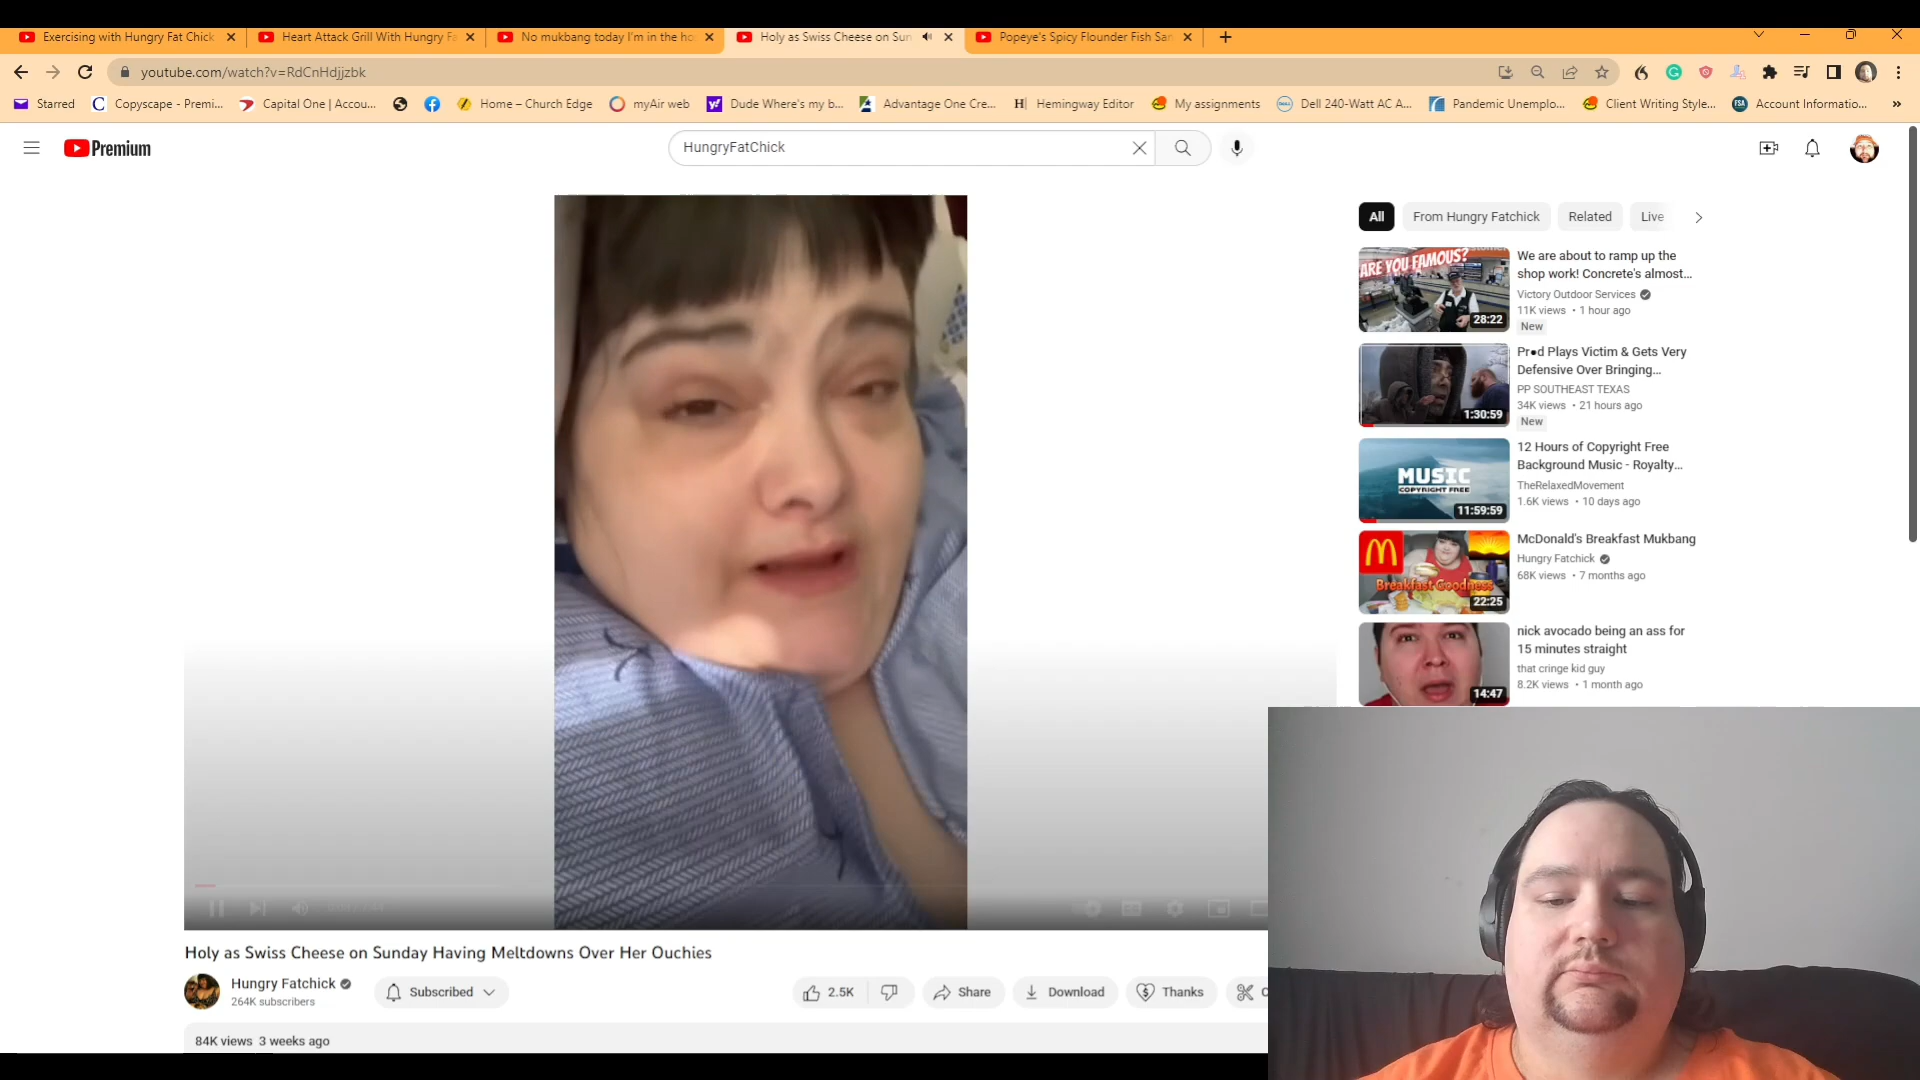 Exercising with Hungry Fat Chick
Heart Attack Grill With Hungry Fa
No mukbang today I'm in the ho
Holy as Swiss Cheese on Sun
Popeye's Spicy Flounder Fish San
youtube.com/watch?v=RdCnHdjjzbk
Starred
Copyscape - Premi...
Capital One | Accou...
Home – Church Edge
myAir web
Dude Where's my b...
Advantage One Cre...
Hemingway Editor
My assignments
Dell 240-Watt AC A...
Pandemic Unemplo...
Client Writing Style...
Account Informatio...
Premium
HungryFatChick
All
From Hungry Fatchick
Related
Live
ARE YOU FAMOUS?
28:22
We are about to ramp up the
shop work! Concrete's almost...
Victory Outdoor Services
11K views • 1 hour ago
New
1:30:59
Pr●d Plays Victim & Gets Very
Defensive Over Bringing...
PP SOUTHEAST TEXAS
34K views • 21 hours ago
New
MUSIC
COPYRIGHT FREE
11:59:59
12 Hours of Copyright Free
Background Music - Royalty...
TheRelaxedMovement
1.6K views • 10 days ago
Breakfast Goodness
22:25
McDonald's Breakfast Mukbang
Hungry Fatchick
68K views • 7 months ago
14:47
nick avocado being an ass for
15 minutes straight
that cringe kid guy
8.2K views • 1 month ago
Holy as Swiss Cheese on Sunday Having Meltdowns Over Her Ouchies
Hungry Fatchick
264K subscribers
Subscribed
2.5K
Share
Download
Thanks
C
84K views 3 weeks ago